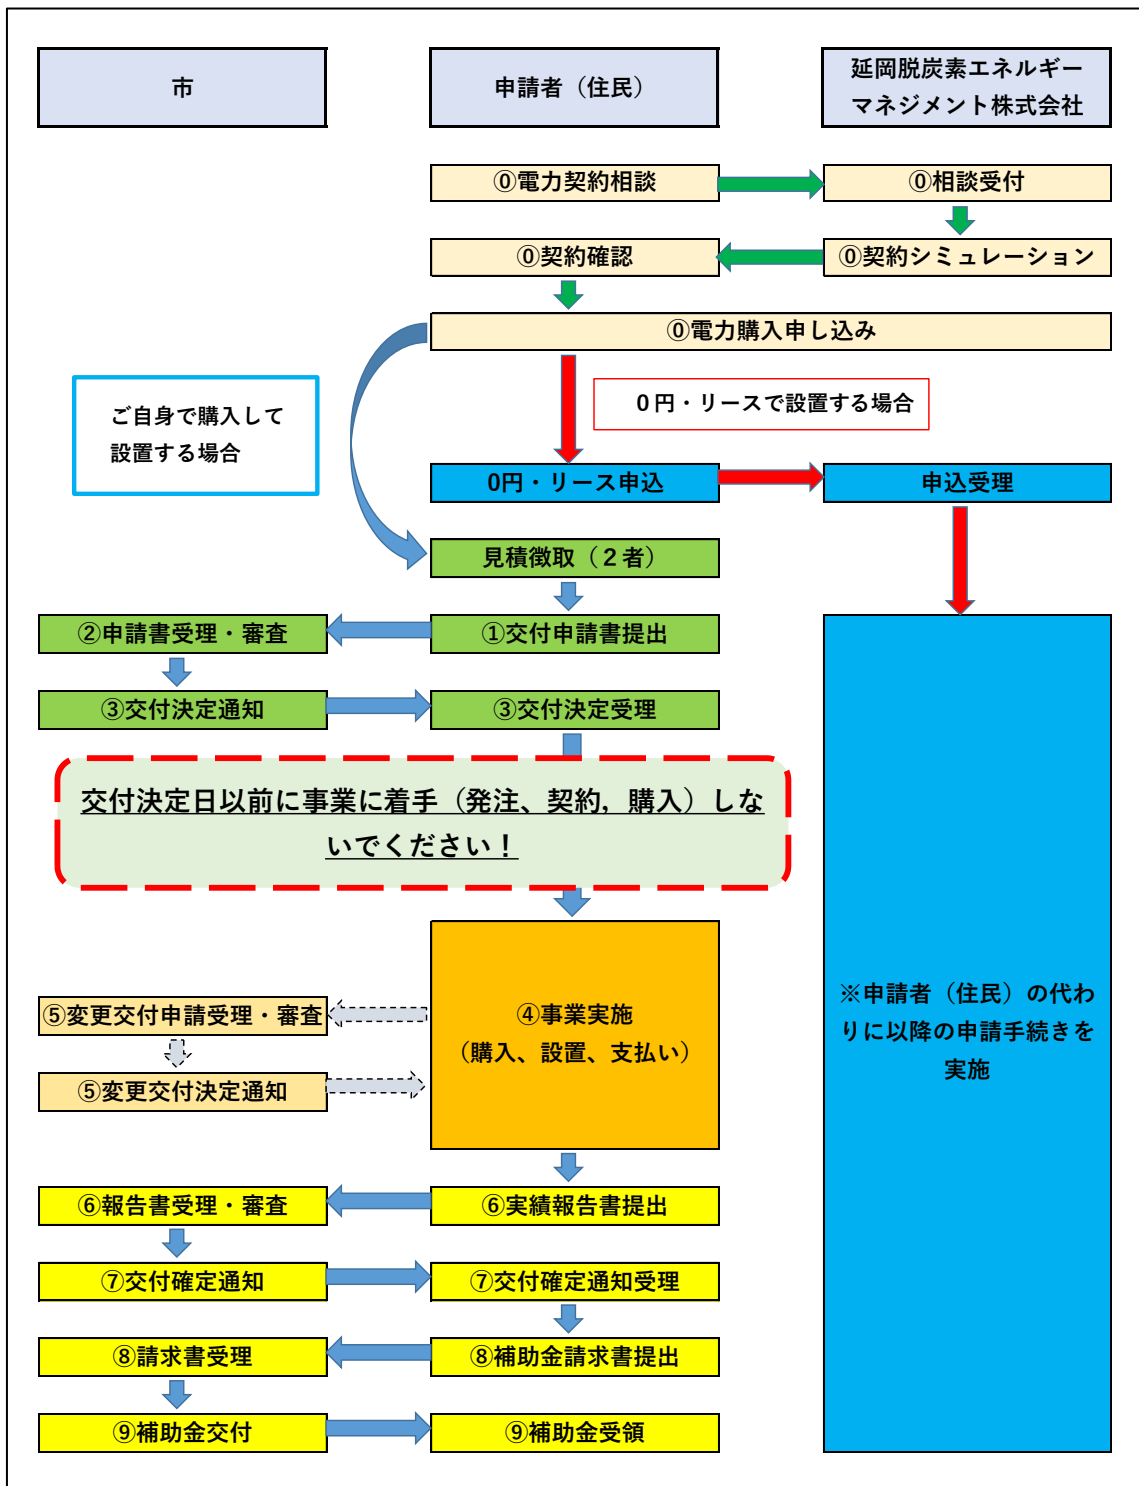 市
申請者（住民）
延岡脱炭素エネルギー
マネジメント株式会社
⓪電力契約相談
⓪相談受付
⓪契約確認
⓪契約シミュレーション
⓪電力購入申し込み
ご自身で購入して
設置する場合
０円・リースで設置する場合
0円・リース申込
申込受理
見積徴取（２者）
②申請書受理・審査
①交付申請書提出
③交付決定通知
③交付決定受理
交付決定日以前に事業に着手（発注、契約，購入）しな
いでください！
④事業実施
（購入、設置、支払い）
⑤変更交付申請受理・審査
⑤変更交付決定通知
※申請者（住民）の代わ
りに以降の申請手続きを
実施
⑥報告書受理・審査
⑥実績報告書提出
⑦交付確定通知
⑦交付確定通知受理
⑧請求書受理
⑧補助金請求書提出
⑨補助金交付
⑨補助金受領